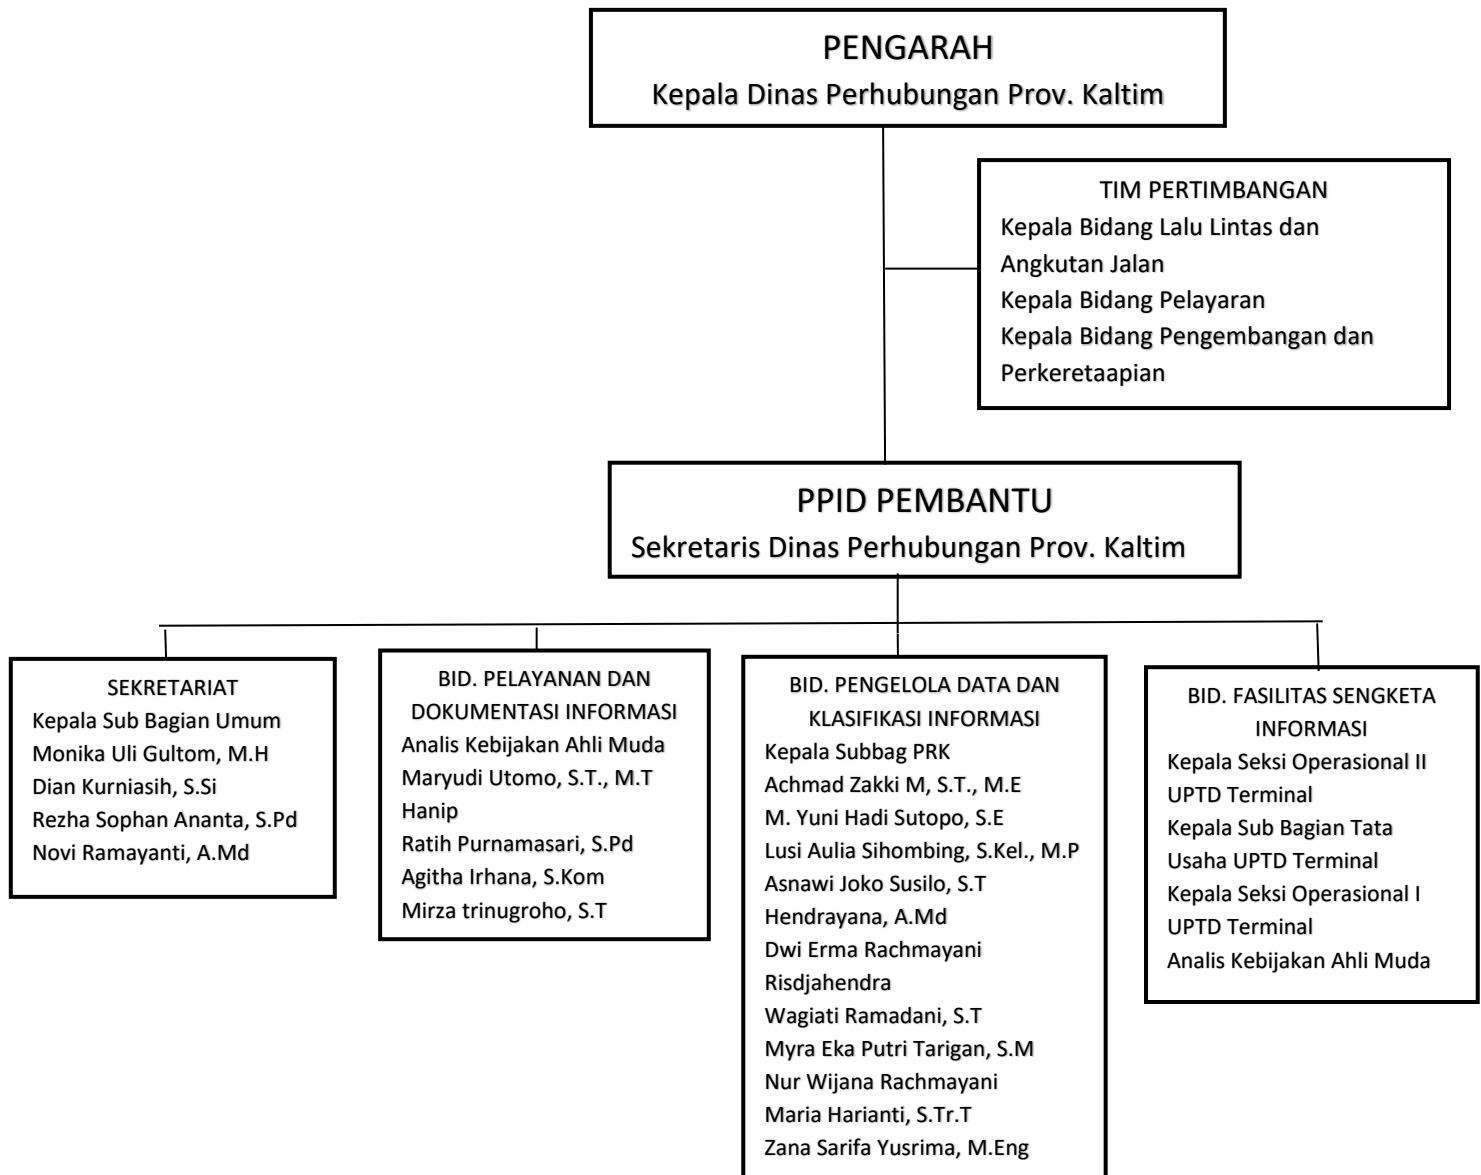 PENGARAH
Kepala Dinas Perhubungan Prov. Kaltim
TIM PERTIMBANGAN
Kepala Bidang Lalu Lintas dan
Angkutan Jalan
Kepala Bidang Pelayaran
Kepala Bidang Pengembangan dan
Perkeretaapian
PPID PEMBANTU
Sekretaris Dinas Perhubungan Prov. Kaltim
SEKRETARIAT
Kepala Sub Bagian Umum
Monika Uli Gultom, M.H
Dian Kurniasih, S.Si
Rezha Sophan Ananta, S.Pd
Novi Ramayanti, A.Md
BID. PELAYANAN DAN
DOKUMENTASI INFORMASI
Analis Kebijakan Ahli Muda
Maryudi Utomo, S.T., M.T
Hanip
Ratih Purnamasari, S.Pd
Agitha Irhana, S.Kom
Mirza trinugroho, S.T
BID. PENGELOLA DATA DAN
KLASIFIKASI INFORMASI
Kepala Subbag PRK
Achmad Zakki M, S.T., M.E
M. Yuni Hadi Sutopo, S.E
Lusi Aulia Sihombing, S.Kel., M.P
Asnawi Joko Susilo, S.T
Hendrayana, A.Md
Dwi Erma Rachmayani
Risdjahendra
Wagiati Ramadani, S.T
Myra Eka Putri Tarigan, S.M
Nur Wijana Rachmayani
Maria Harianti, S.Tr.T
Zana Sarifa Yusrima, M.Eng
BID. FASILITAS SENGKETA
INFORMASI
Kepala Seksi Operasional II
UPTD Terminal
Kepala Sub Bagian Tata
Usaha UPTD Terminal
Kepala Seksi Operasional I
UPTD Terminal
Analis Kebijakan Ahli Muda